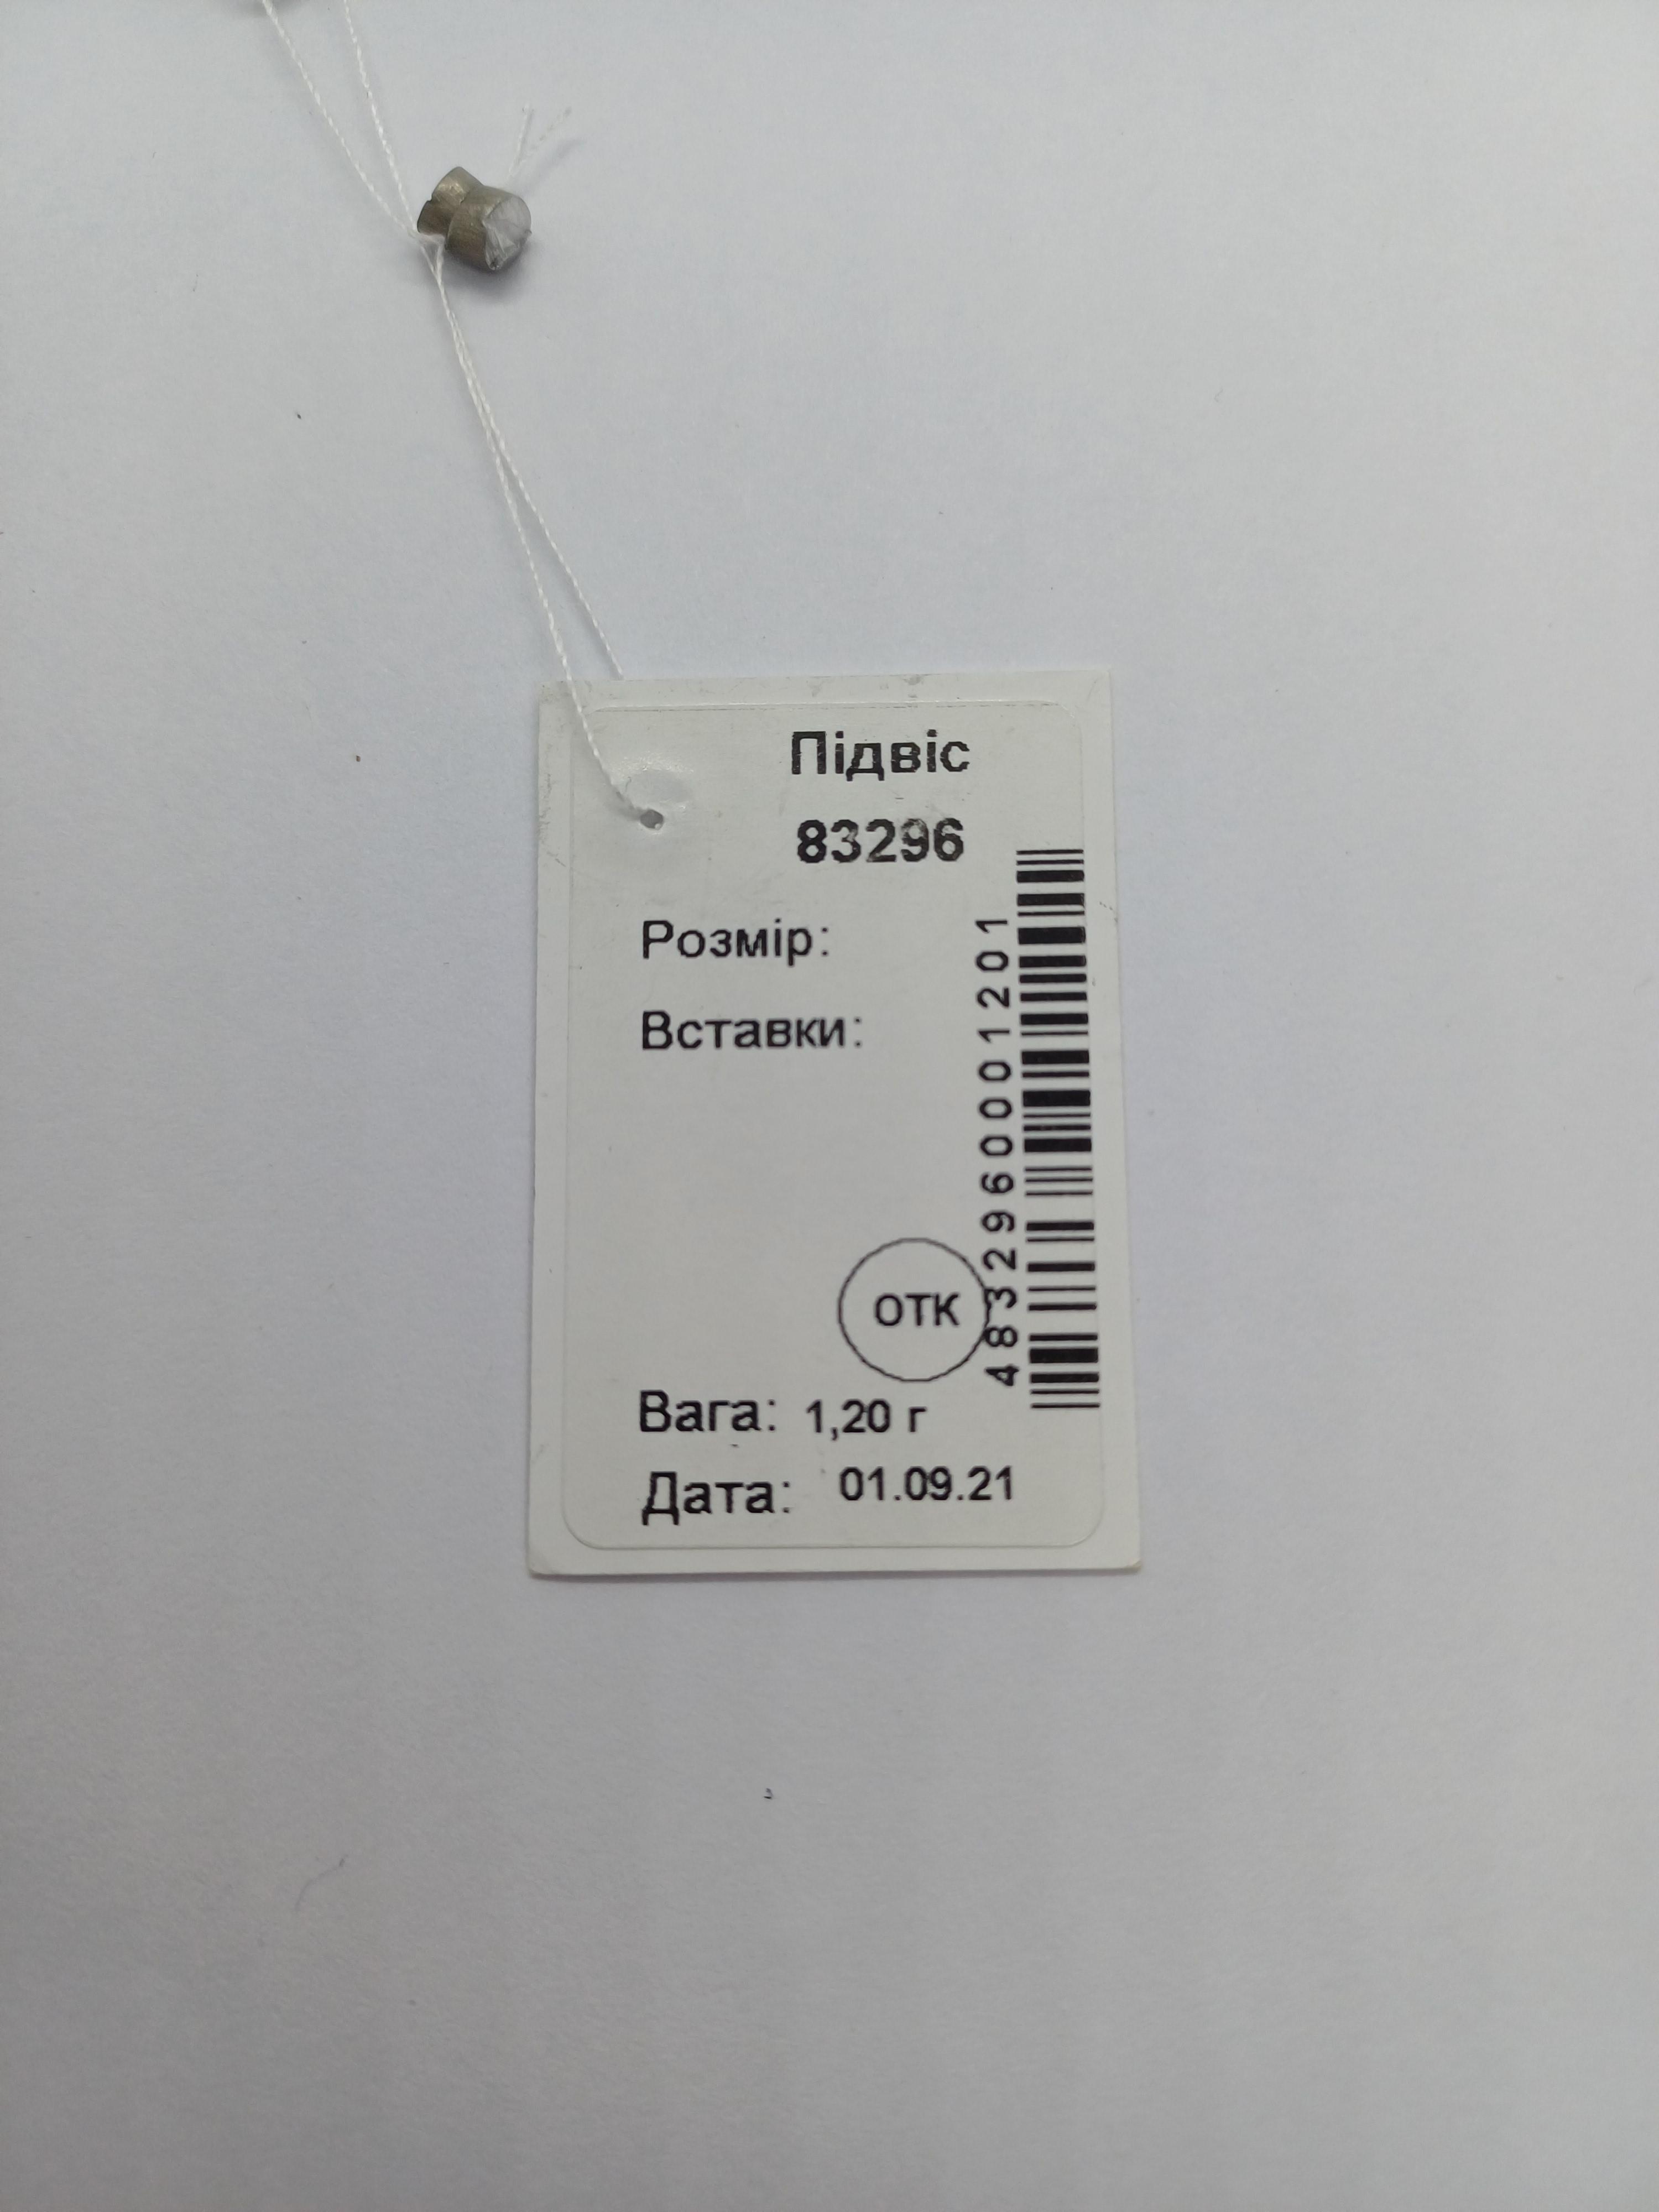 Підвіс
83296
Розмір:
Вставки:
4832960001201
ОТК
Вага: 1,20 г
Дата: 01.09.21